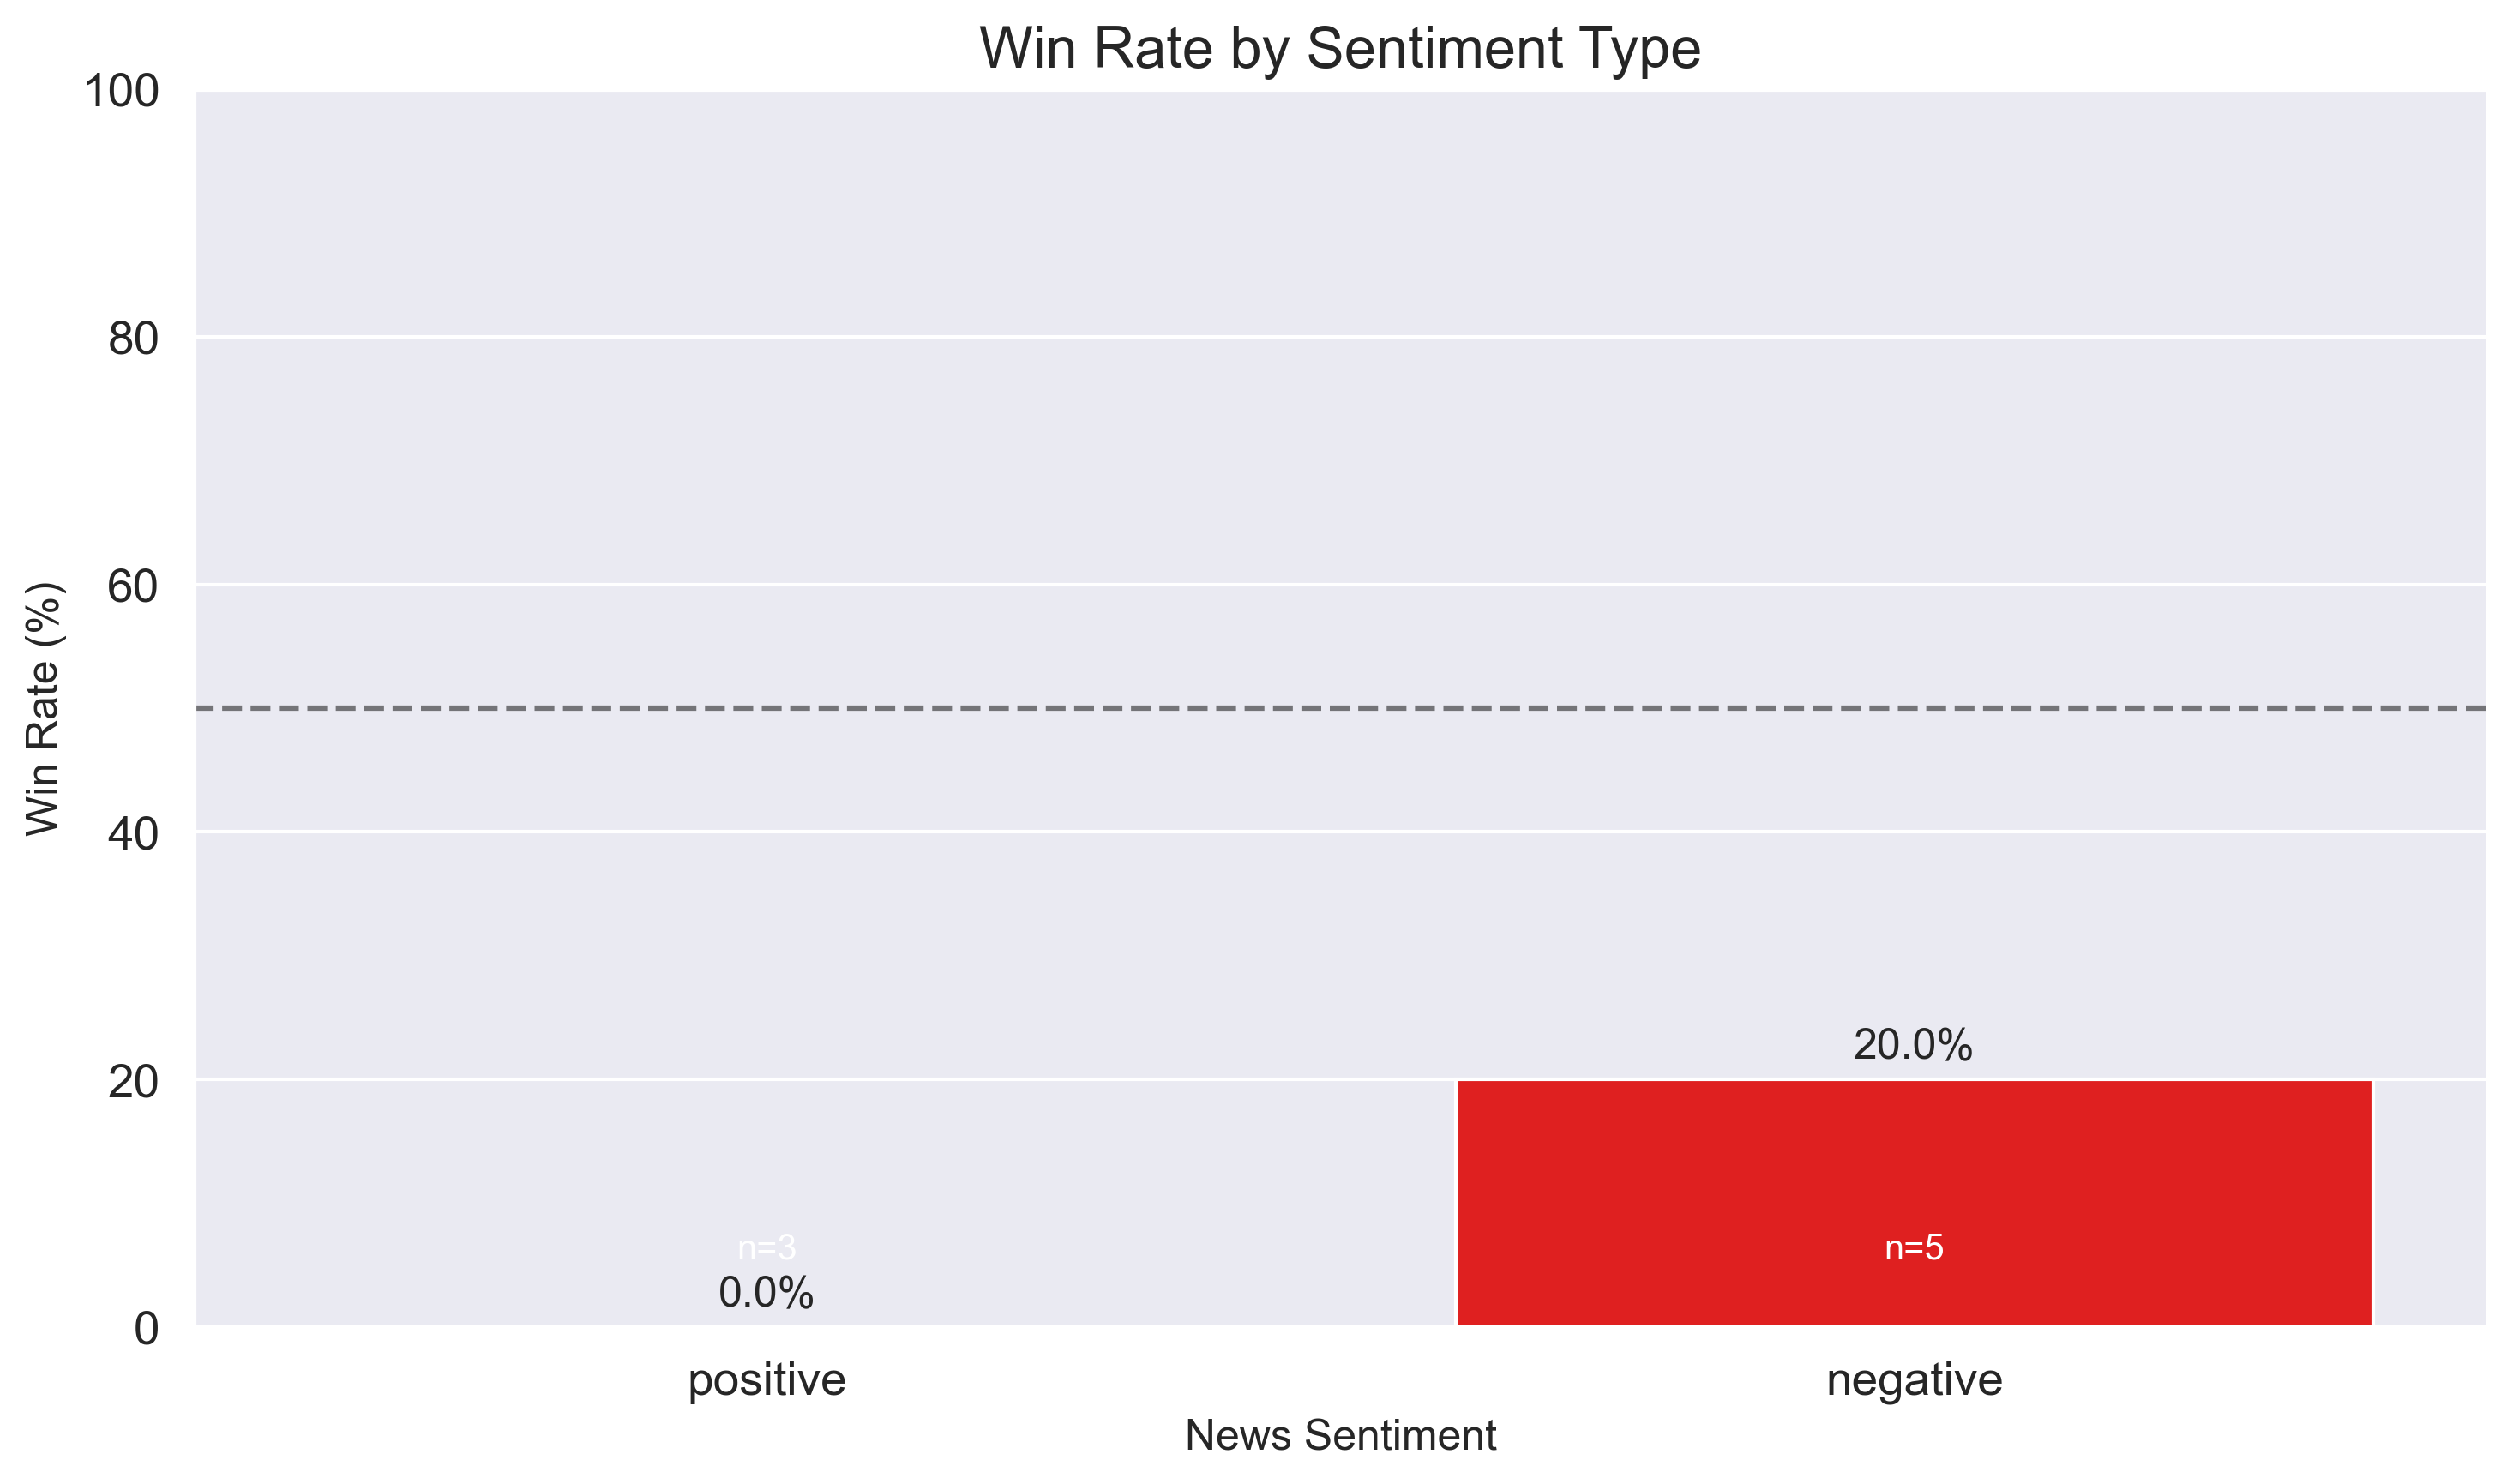 Win Rate by Sentiment Type
100
80
60
40
20
0
Win Rate (%)
20.0%
n=3
n=5
0.0%
positive
negative
News Sentiment